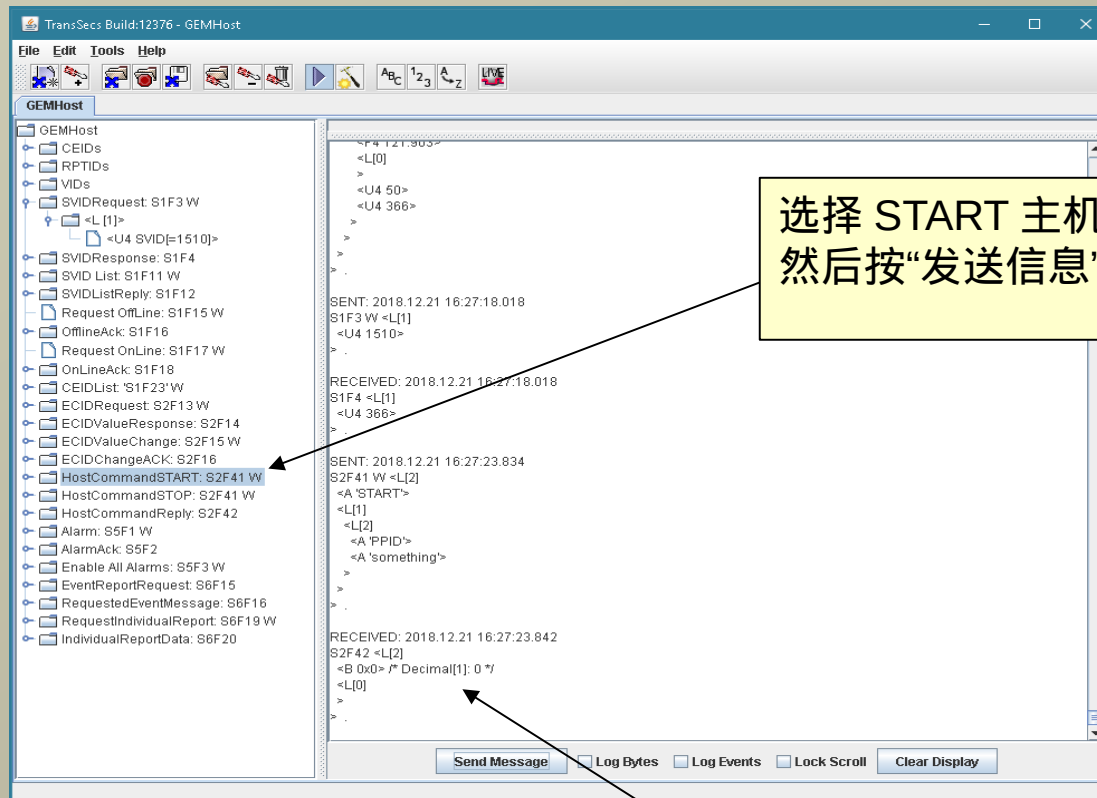 TransSecs Build:12376 - GEMHost
File Edit Tools Help
ABC 123 A Z LIVE
GEMHost
GEMHost
CEIDs
RPTIDs
VIDs
SVIDRequest: S1F3 W
<L [1]>
<U4 SVID[=1510]>
SVIDResponse: S1F4
SVID List: S1F11 W
SVIDListReply: S1F12
Request OffLine: S1F15 W
OfflineAck: S1F16
Request OnLine: S1F17 W
OnLineAck: S1F18
CEIDList: 'S1F23' W
ECIDRequest: S2F13 W
ECIDValueResponse: S2F14
ECIDValueChange: S2F15 W
ECIDChangeACK: S2F16
HostCommandSTART: S2F41 W
HostCommandSTOP: S2F41 W
HostCommandReply: S2F42
Alarm: S5F1 W
AlarmAck: S5F2
Enable All Alarms: S5F3 W
EventReportRequest: S6F15
RequestedEventMessage: S6F16
RequestIndividualReport: S6F19 W
IndividualReportData: S6F20
<F4 121.903>
<L[0]
>
<U4 50>
<U4 366>
>
>
>
> .
SENT: 2018.12.21 16:27:18.018
S1F3 W <L[1]
<U4 1510>
> .
RECEIVED: 2018.12.21 16:27:18.018
S1F4 <L[1]
<U4 366>
> .
SENT: 2018.12.21 16:27:23.834
S2F41 W <L[2]
<A 'START'>
<L[1]
<L[2]
<A 'PPID'>
<A 'something'>
>
>
> .
RECEIVED: 2018.12.21 16:27:23.842
S2F42 <L[2]
<B 0x0> /* Decimal[1]: 0 */
<L[0]
>
> .
选择 START 主机
然后按“发送信息”
Send Message Log Bytes Log Events Lock Scroll Clear Display